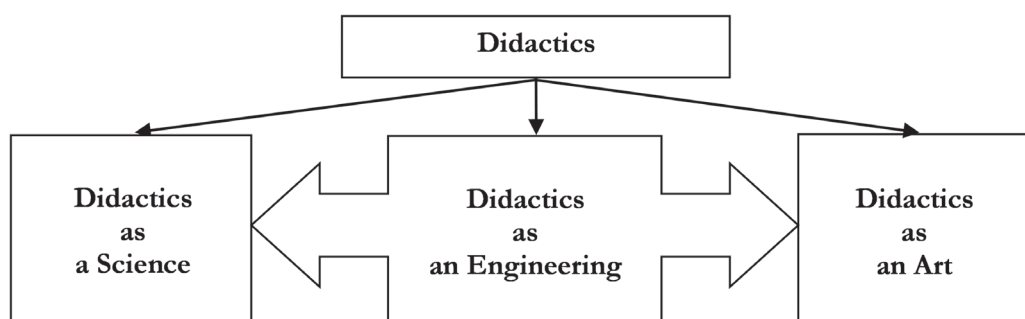 Didactics
Didactics
as
a Science
Didactics
as
an Engineering
Didactics
as
an Art